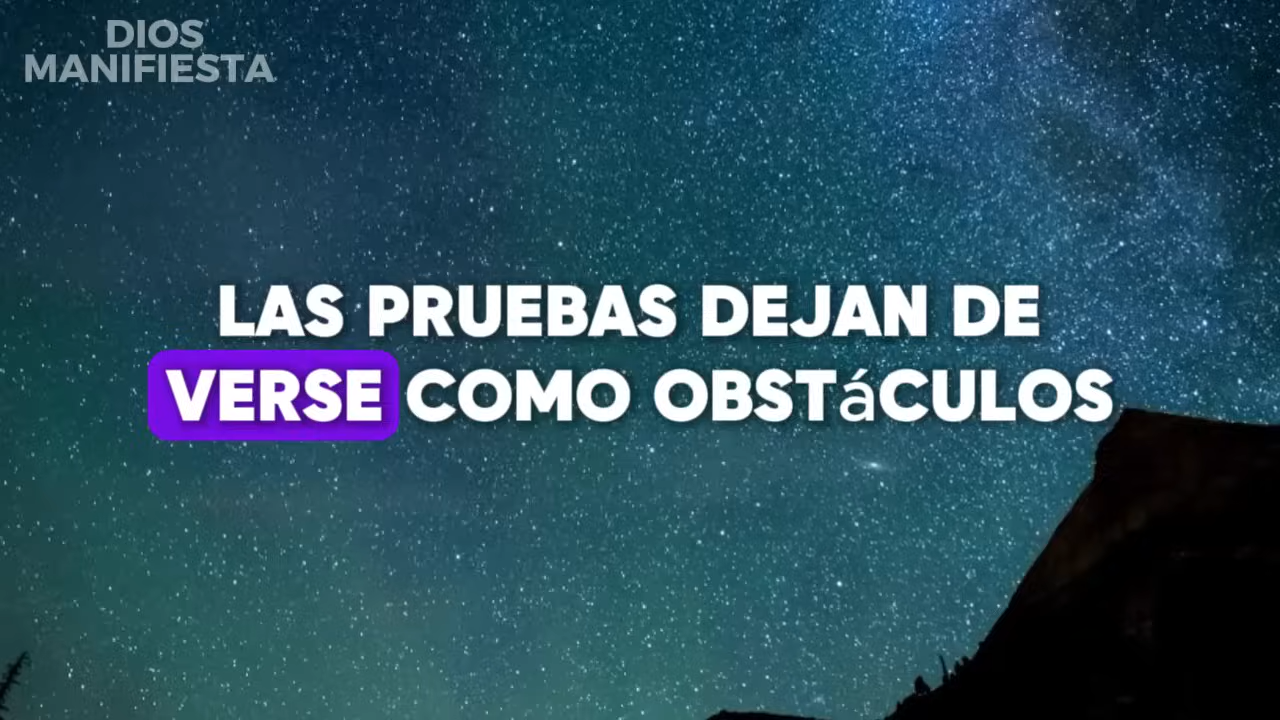 DIOS
MANIFIESTA
LAS PRUEBAS DEJAN DE
VERSE COMO OBSTáCULOS